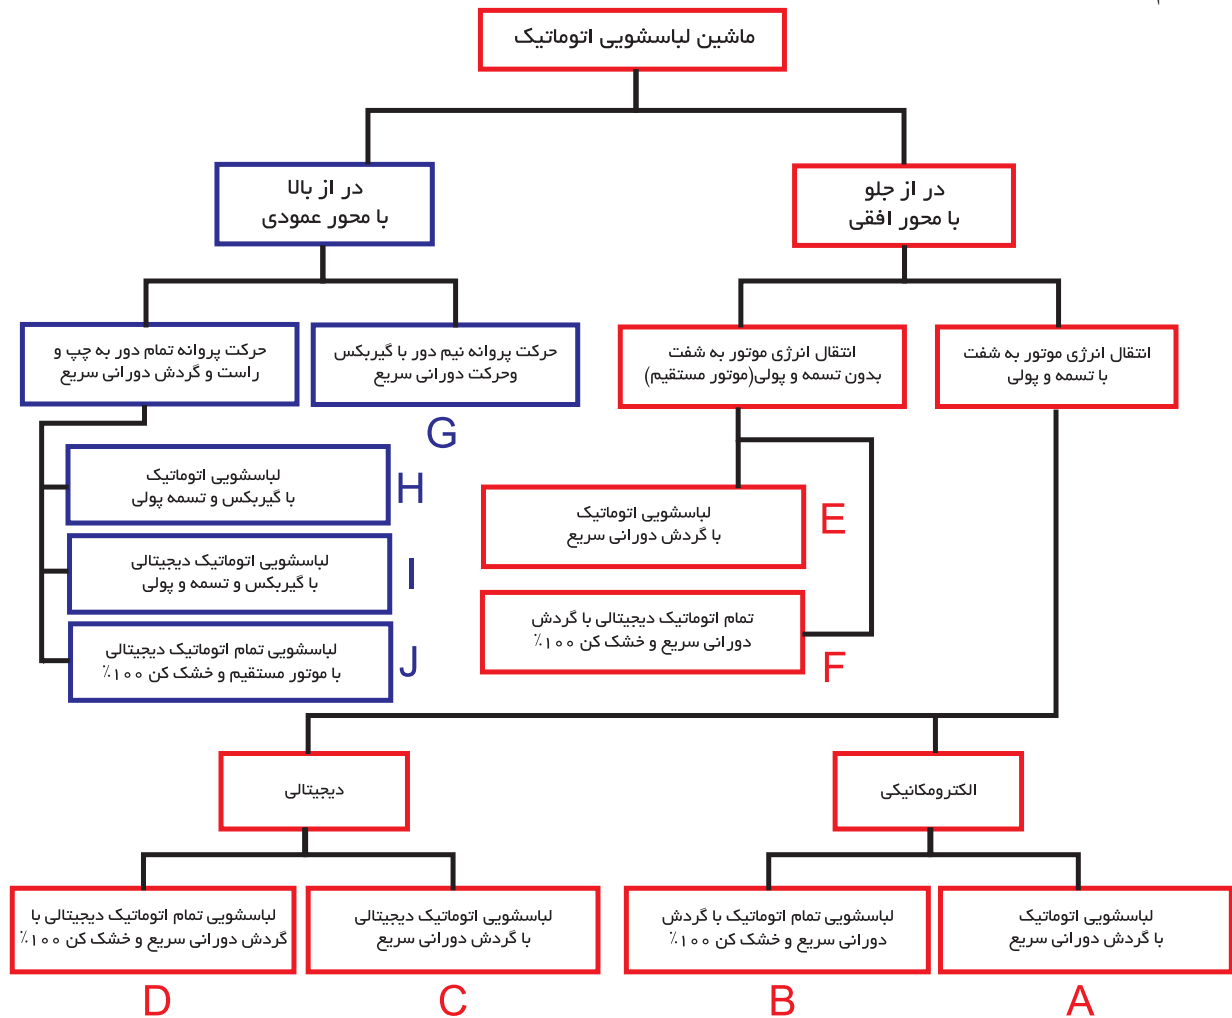 ماشین لباسشویی اتوماتیک
در از جلو
با محور افقی
در از بالا
با محور عمودی
انتقال انرژی موتور به شفت
با تسمه و پولی
انتقال انرژی موتور به شفت
بدون تسمه و پولی(موتور مستقیم)
حرکت پروانه نیم دور با گیربکس
وحرکت دورانی سریع
G
حرکت پروانه تمام دور به چپ و
راست و گردش دورانی سریع
لباسشویی اتوماتیک
با گردش دورانی سریع
E
تمام اتوماتیک دیجیتالی با گردش
دورانی سریع و خشک کن ۱۰۰٪
F
لباسشویی اتوماتیک
با گیربکس و تسمه پولی
H
لباسشویی اتوماتیک دیجیتالی
با گیربکس و تسمه و پولی
I
لباسشویی تمام اتوماتیک دیجیتالی
با موتور مستقیم و خشک کن ۱۰۰٪
J
الکترومکانیکی
دیجیتالی
لباسشویی اتوماتیک
با گردش دورانی سریع
A
لباسشویی تمام اتوماتیک با گردش
دورانی سریع و خشک کن ۱۰۰٪
B
لباسشویی اتوماتیک دیجیتالی
با گردش دورانی سریع
C
لباسشویی تمام اتوماتیک دیجیتالی با
گردش دورانی سریع و خشک کن ۱۰۰٪
D